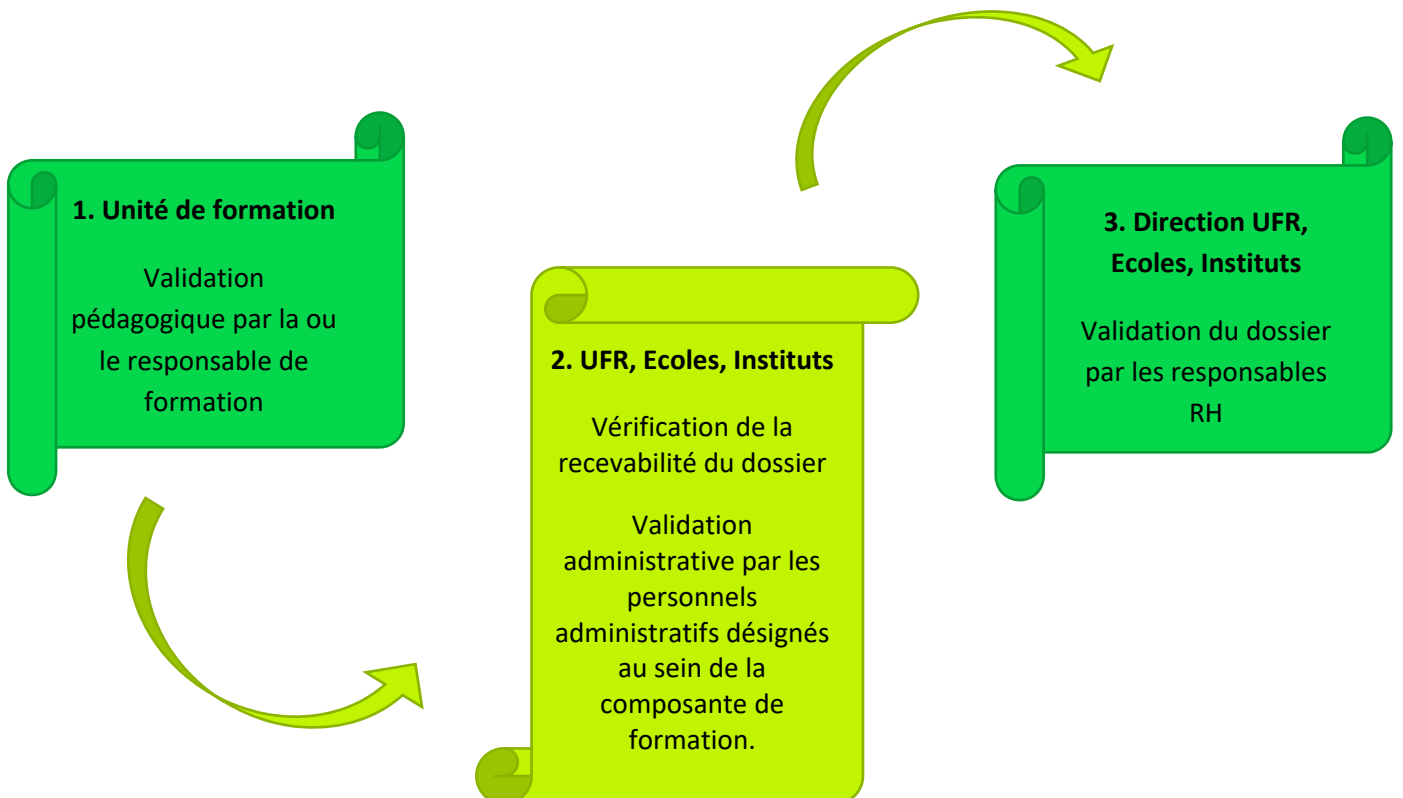 1. Unité de formation
Validation
pédagogique par la ou
le responsable de
formation
2. UFR, Ecoles, Instituts
Vérification de la
recevabilité du dossier
Validation
administrative par les
personnels
administratifs désignés
au sein de la
composante de
formation.
3. Direction UFR,
Ecoles, Instituts
Validation du dossier
par les responsables
RH